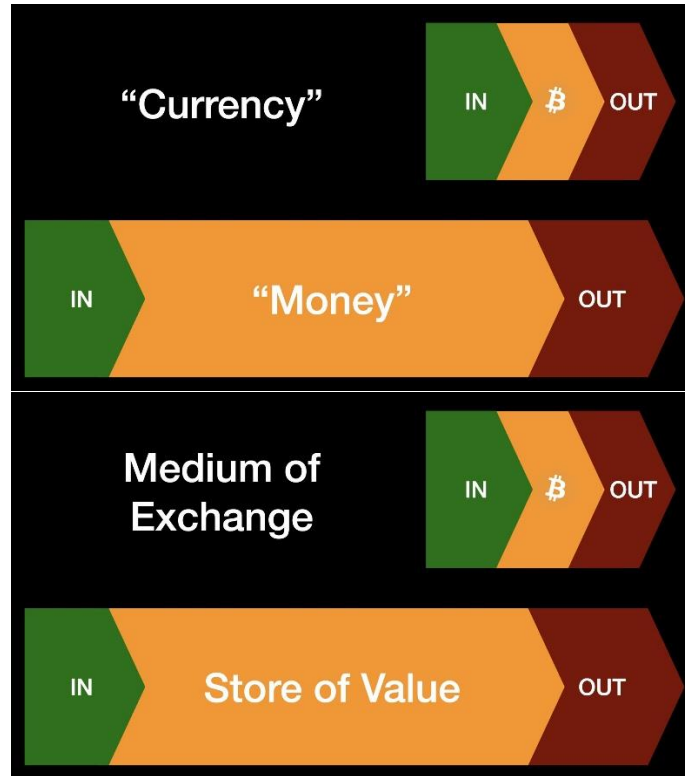 “Currency”
IN ₿ OUT
IN “Money” OUT
Medium of
Exchange
IN ₿ OUT
IN Store of Value OUT